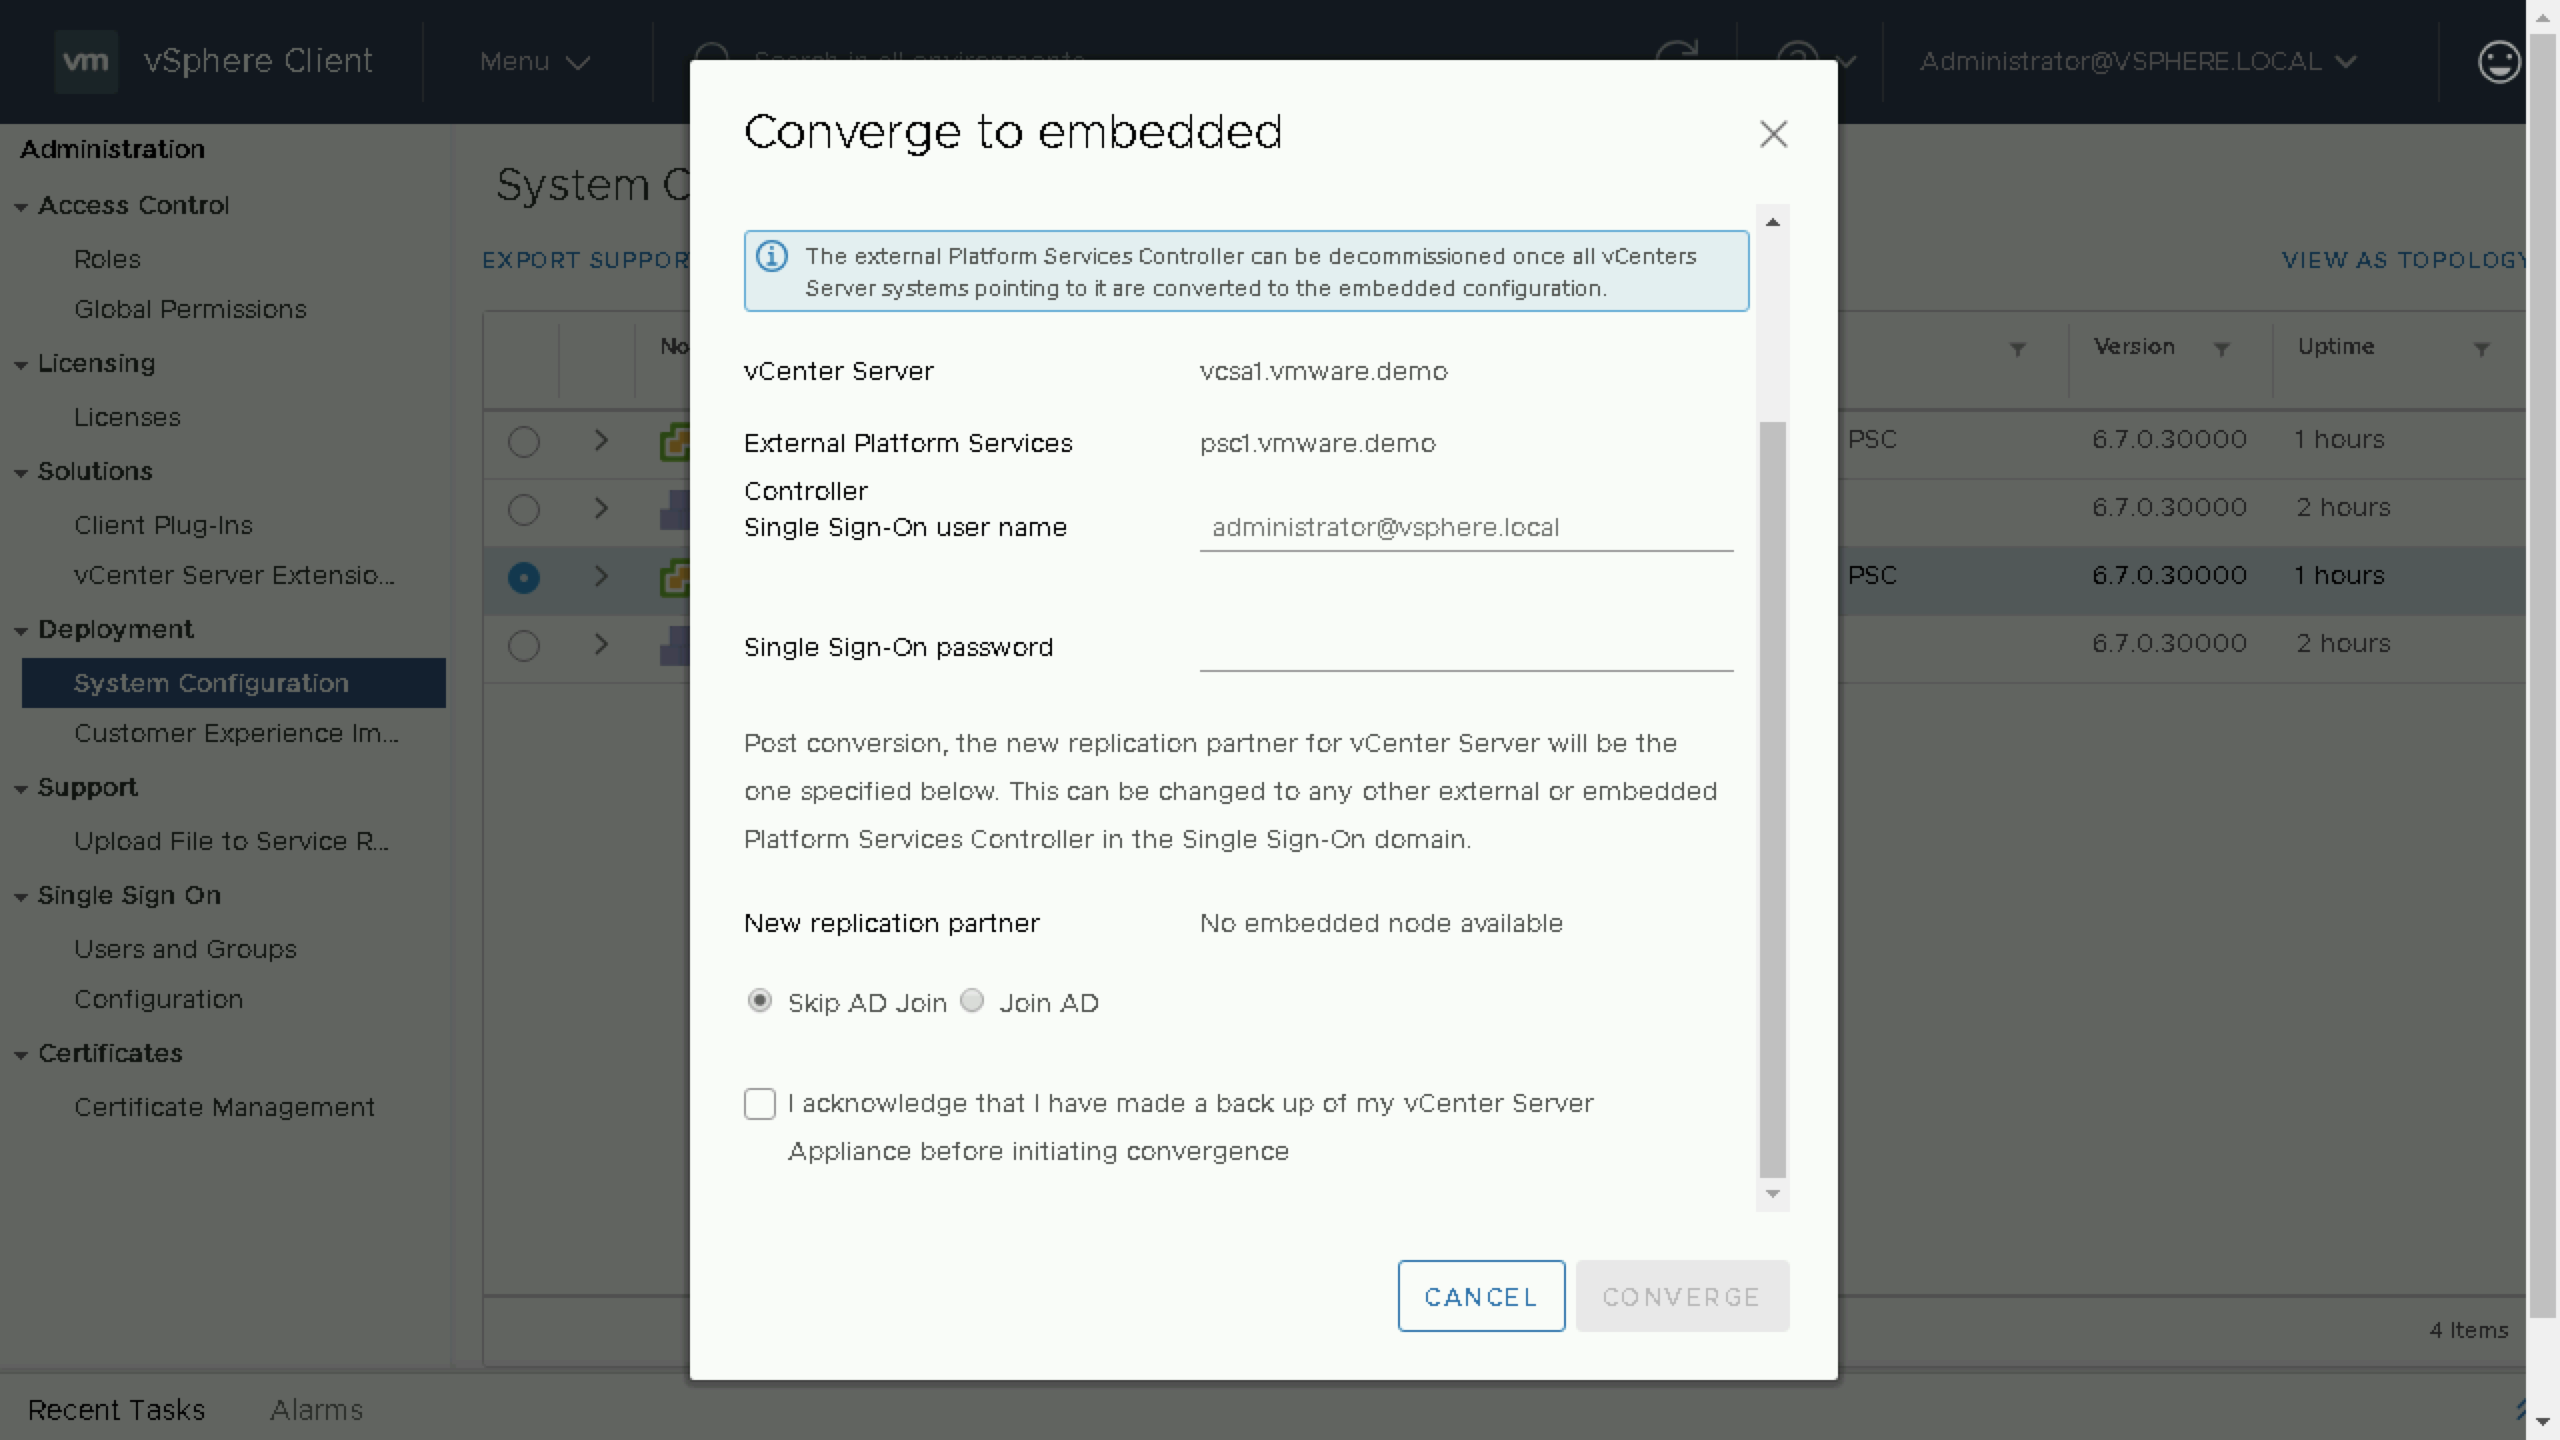 vm vSphere Client Menu Search in all environments Administrator@VSPHERE.LOCAL
Administration
Access Control
Roles
Global Permissions
Licensing
Licenses
Solutions
Client Plug-Ins
vCenter Server Extensio...
Deployment
System Configuration
Customer Experience Im...
Support
Upload File to Service R...
Single Sign On
Users and Groups
Configuration
Certificates
Certificate Management
System C
EXPORT SUPPOR
VIEW AS TOPOLOGY
No
Version Uptime
PSC 6.7.0.30000 1 hours
6.7.0.30000 2 hours
PSC 6.7.0.30000 1 hours
6.7.0.30000 2 hours
4 Items
Converge to embedded
The external Platform Services Controller can be decommissioned once all vCenters
Server systems pointing to it are converted to the embedded configuration.
vCenter Server vcsa1.vmware.demo
External Platform Services psc1.vmware.demo
Controller
Single Sign-On user name administrator@vsphere.local
Single Sign-On password
Post conversion, the new replication partner for vCenter Server will be the
one specified below. This can be changed to any other external or embedded
Platform Services Controller in the Single Sign-On domain.
New replication partner No embedded node available
Skip AD Join Join AD
I acknowledge that I have made a back up of my vCenter Server
Appliance before initiating convergence
CANCEL CONVERGE
Recent Tasks Alarms